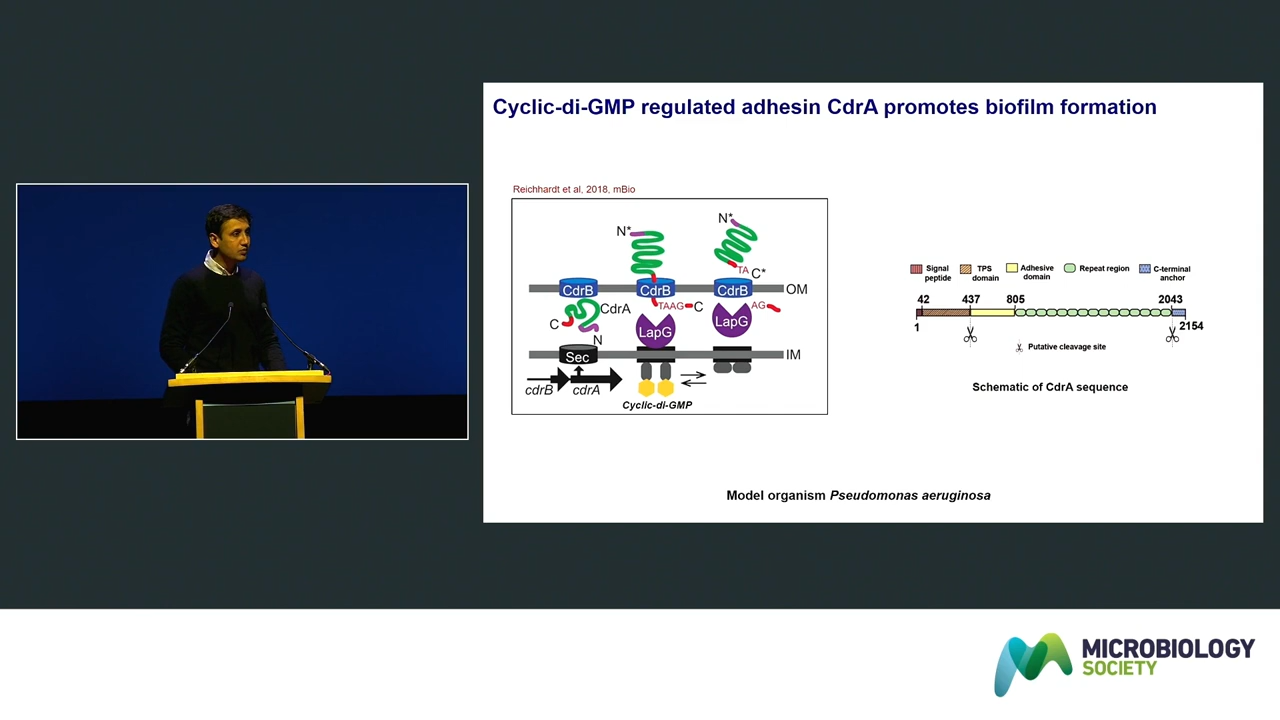 Cyclic-di-GMP regulated adhesin CdrA promotes biofilm formation
Reichhardt et al, 2018, mBio
N*
N*
TA
C*
CdrB
CdrB
CdrB
OM
CdrA
TAAG
C
AG
C
LapG
LapG
N
Sec
IM
cdrB
cdrA
Cyclic-di-GMP
Signal peptide
TPS domain
Adhesive domain
Repeat region
C-terminal anchor
42
437
805
2043
1
2154
Putative cleavage site
Schematic of CdrA sequence
Model organism Pseudomonas aeruginosa
MICROBIOLOGY
SOCIETY